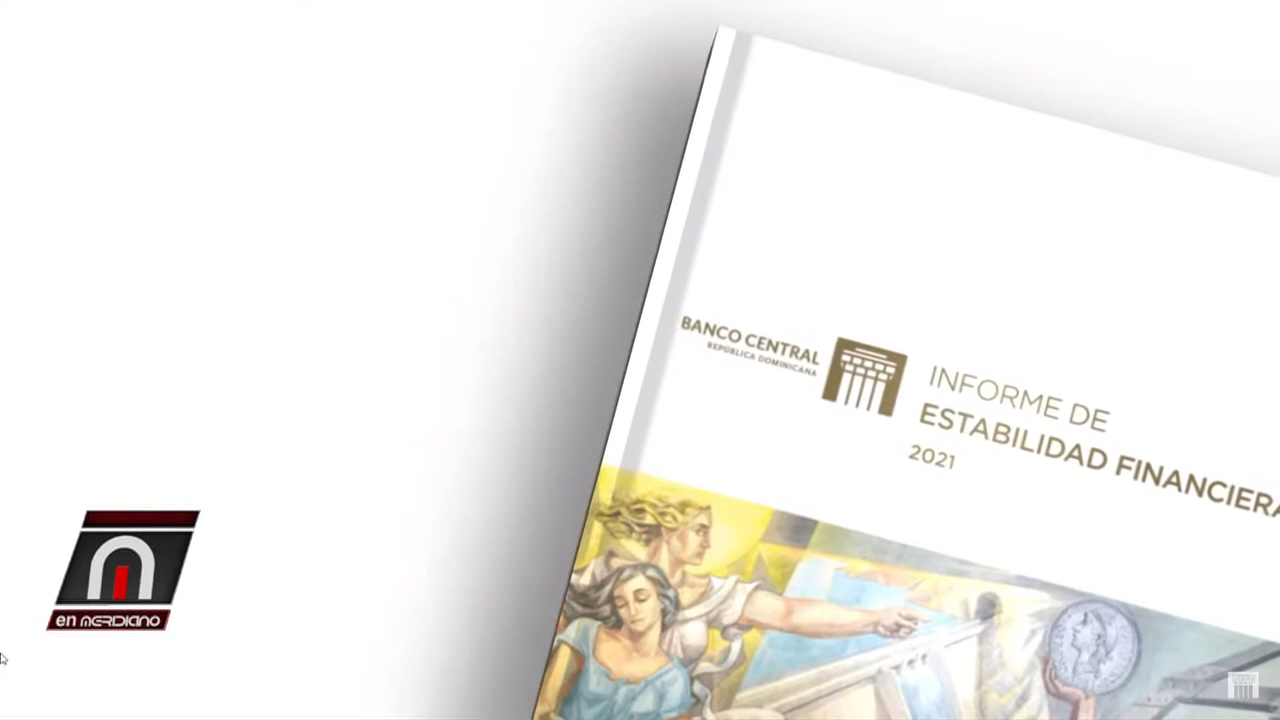 BANCO CENTRAL
REPÚBLICA DOMINICANA
INFORME DE
ESTABILIDAD FINANCIERA
2021
en MERIDIANO